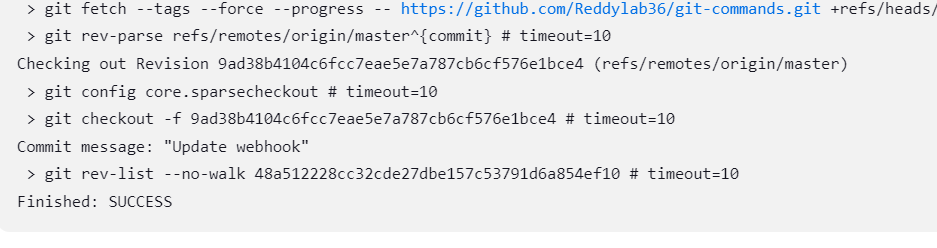 > git fetch --tags --force --progress -- https://github.com/Reddylab36/git-commands.git +refs/heads/
> git rev-parse refs/remotes/origin/master^{commit} # timeout=10
Checking out Revision 9ad38b4104c6fcc7eae5e7a787cb6cf576e1bce4 (refs/remotes/origin/master)
> git config core.sparsecheckout # timeout=10
> git checkout -f 9ad38b4104c6fcc7eae5e7a787cb6cf576e1bce4 # timeout=10
Commit message: "Update webhook"
> git rev-list --no-walk 48a512228cc32cde27dbe157c53791d6a854ef10 # timeout=10
Finished: SUCCESS